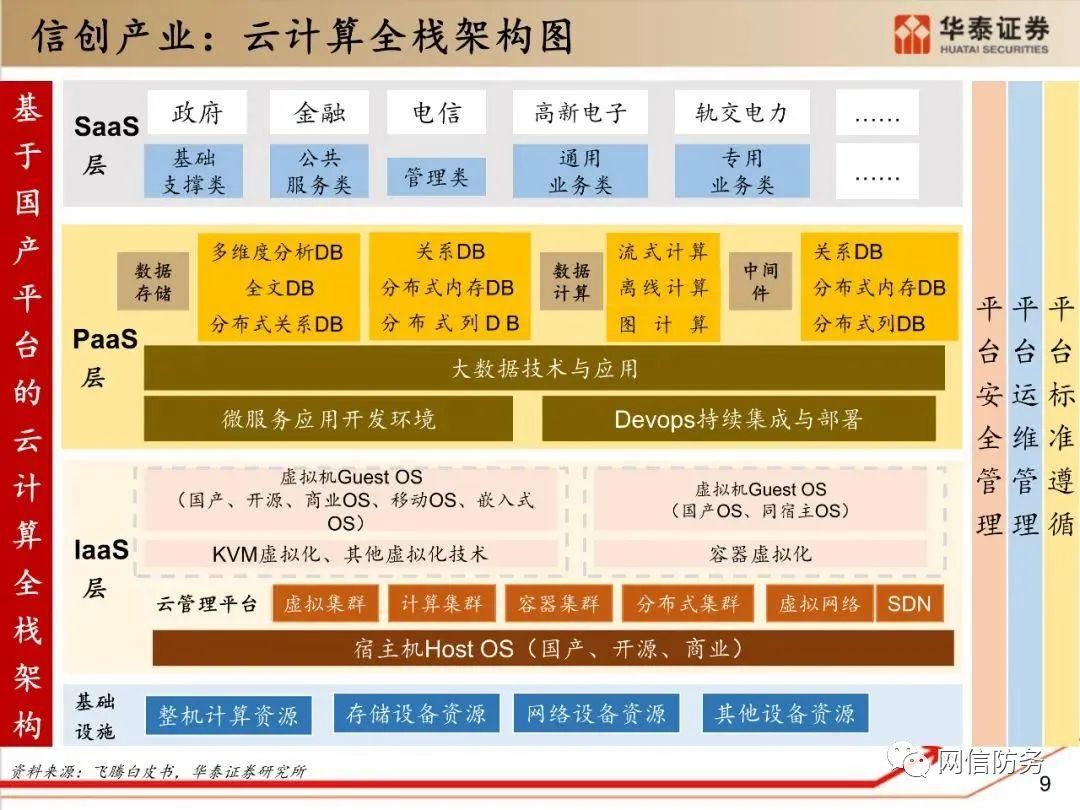 信创产业：云计算全栈架构图
华泰证券
HUATAI SECURITIES
基于国产平台的云计算全栈架构
SaaS
层
政府
金融
电信
高新电子
轨交电力
……
基础
支撑类
公共
服务类
管理类
通用
业务类
专用
业务类
……
PaaS
层
数据
存储
多维度分析DB
全文DB
分布式关系DB
关系DB
分布式内存DB
分布式列DB
数据
计算
流式计算
离线计算
图计算
中间
件
关系DB
分布式内存DB
分布式列DB
大数据技术与应用
微服务应用开发环境
Devops持续集成与部署
IaaS
层
虚拟机Guest OS
（国产、开源、商业OS、移动OS、嵌入式
OS）
KVM虚拟化、其他虚拟化技术
虚拟机Guest OS
（国产OS、同宿主OS）
容器虚拟化
云管理平台
虚拟集群
计算集群
容器集群
分布式集群
虚拟网络
SDN
宿主机Host OS（国产、开源、商业）
基础
设施
整机计算资源
存储设备资源
网络设备资源
其他设备资源
平台安全管理
平台运维管理
平台标准遵循
资料来源：飞腾白皮书，华泰证券研究所
网信防务
9